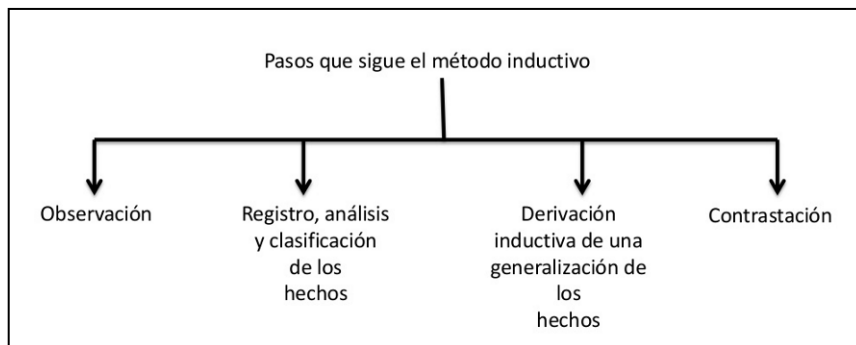 Pasos que sigue el método inductivo
Observación
Registro, análisis
y clasificación
de los
hechos
Derivación
inductiva de una
generalización de
los
hechos
Contrastación